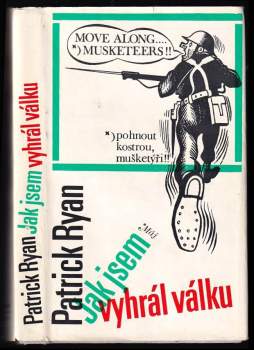 Patrick Ryan Jak jsem vyhrál válku
MOVE ALONG....
*) MUSKETEERS!!
*) pohnout
kostrou,
mušketýři!!
Patrick Ryan
Jak jsem
vyhrál válku